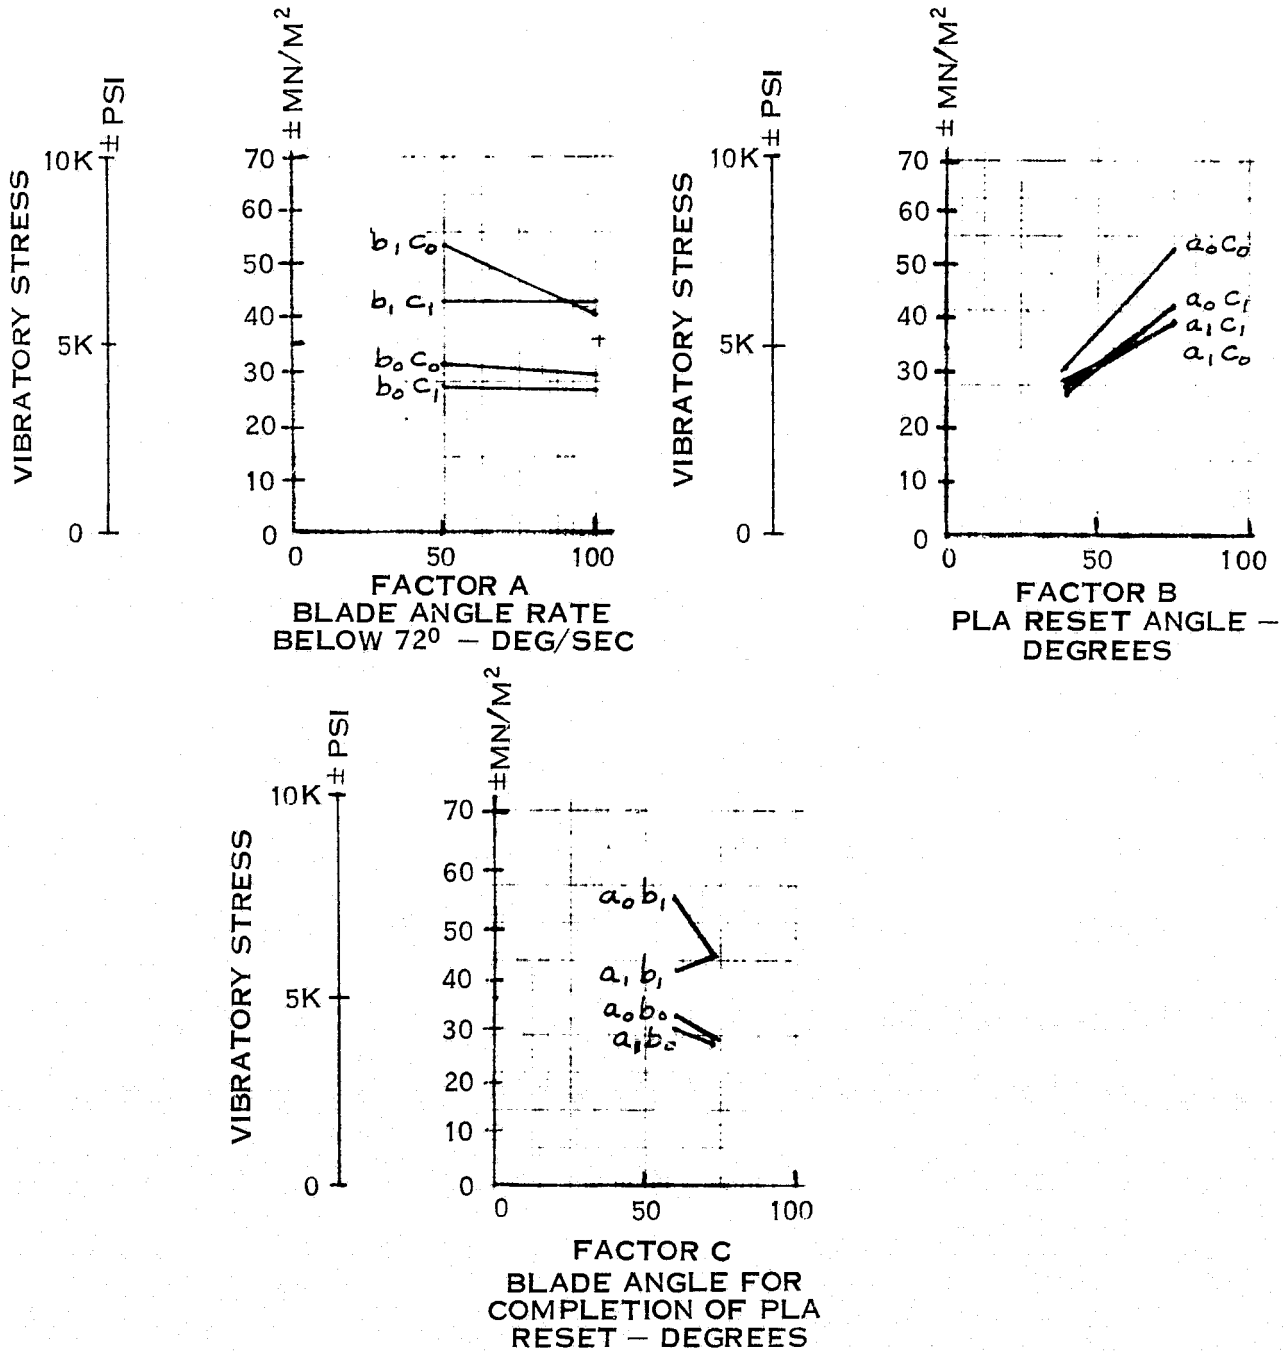 VIBRATORY STRESS
± PSI
10K
5K
0
± MN/M²
70
60
50
40
30
20
10
0
b₁ c₀
b₁ c₁
b₀ c₀
b₀ c₁
0 50 100
FACTOR A
BLADE ANGLE RATE
BELOW 72⁰ — DEG/SEC
VIBRATORY STRESS
± PSI
10K
5K
0
± MN/M²
70
60
50
40
30
20
10
0
a₀ c₀
a₀ c₁
a₁ c₁
a₁ c₀
0 50 100
FACTOR B
PLA RESET ANGLE —
DEGREES
VIBRATORY STRESS
± PSI
10K
5K
0
±MN/M²
70
60
50
40
30
20
10
0
a₀ b₁
a₁ b₁
a₀ b₀
a₁ b₀
0 50 100
FACTOR C
BLADE ANGLE FOR
COMPLETION OF PLA
RESET — DEGREES